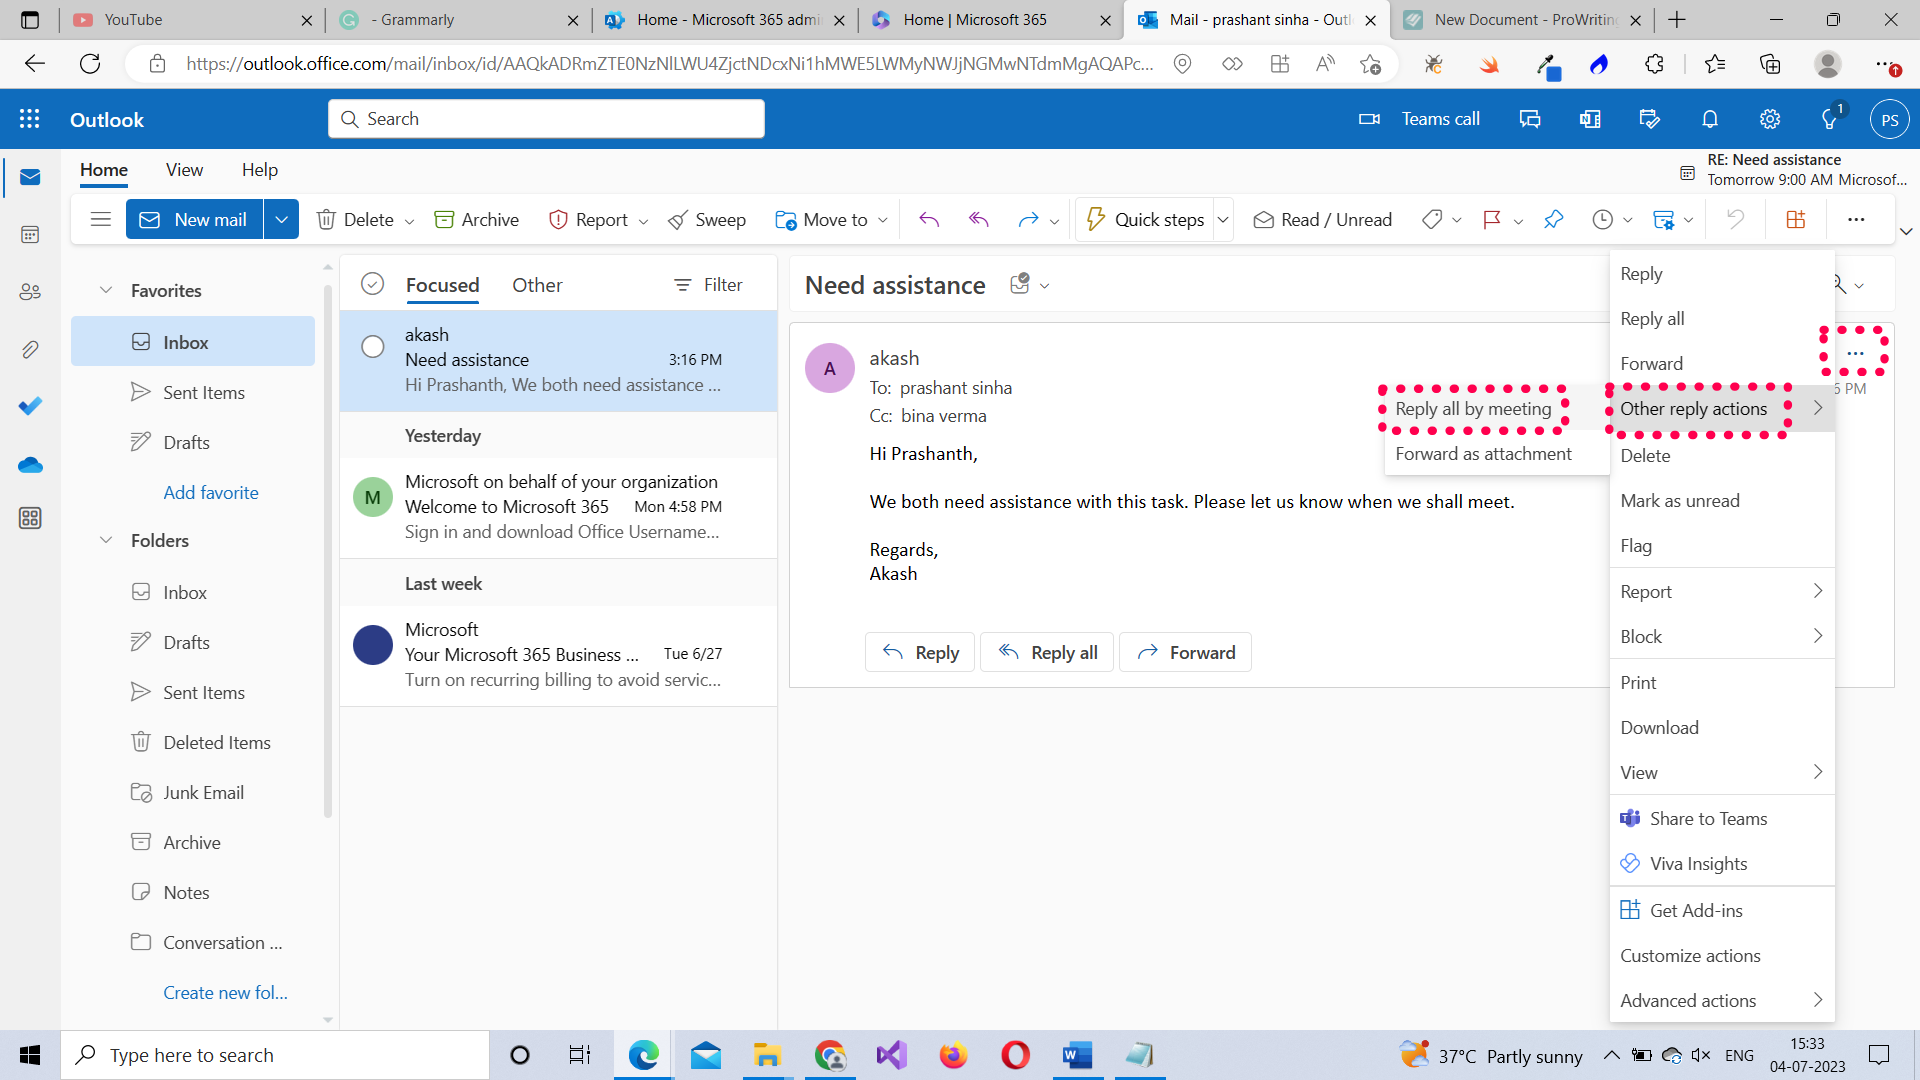 YouTube
- Grammarly
Home - Microsoft 365 admi
Home | Microsoft 365
Mail - prashant sinha - Outl
New Document - ProWriting
https://outlook.office.com/mail/inbox/id/AAQkADRmZTE0NzNlLWU4ZjctNDcxNi1hMWE5LWMyNWJjNGMwNTdmMgAQAPc...
Outlook
Search
Teams call
1
PS
Home
View
Help
RE: Need assistance
Tomorrow 9:00 AM Microsof...
New mail
Delete
Archive
Report
Sweep
Move to
Quick steps
Read / Unread
Favorites
Inbox
Sent Items
Drafts
Add favorite
Folders
Inbox
Drafts
Sent Items
Deleted Items
Junk Email
Archive
Notes
Conversation ...
Create new fol...
Focused
Other
Filter
akash
Need assistance
3:16 PM
Hi Prashanth, We both need assistance ...
Yesterday
M
Microsoft on behalf of your organization
Welcome to Microsoft 365
Mon 4:58 PM
Sign in and download Office Username...
Last week
Microsoft
Your Microsoft 365 Business ...
Tue 6/27
Turn on recurring billing to avoid servic...
Need assistance
A
akash
To: prashant sinha
Cc: bina verma
6 PM
Hi Prashanth,
We both need assistance with this task. Please let us know when we shall meet.
Regards,
Akash
Reply
Reply all
Forward
Reply all by meeting
Forward as attachment
Reply
Reply all
Forward
Other reply actions
Delete
Mark as unread
Flag
Report
Block
Print
Download
View
Share to Teams
Viva Insights
Get Add-ins
Customize actions
Advanced actions
Type here to search
37°C Partly sunny
ENG
15:33
04-07-2023